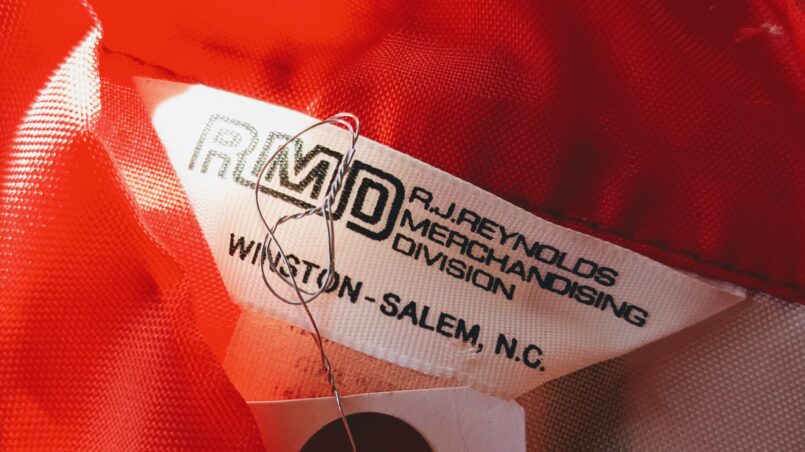 RMD
R.J.REYNOLDS
MERCHANDISING
DIVISION
WINSTON-SALEM, N.C.